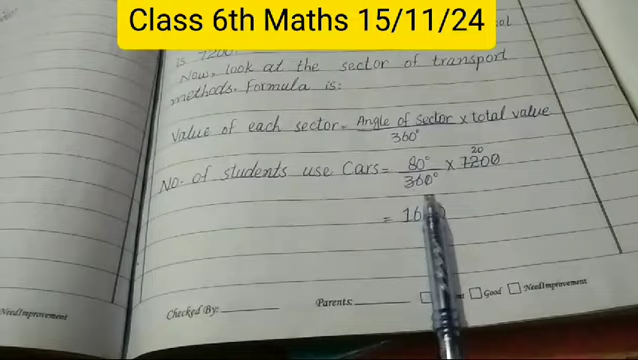 Class 6th Maths 15/11/24
is 7200.
Now, look at the sector of transport
methods. Formula is:
Value of each sector = Angle of Sector x total value
360°
20
No. of students use Cars = 80° x 7200
360°
= 16
Checked By:
Parents:
Good
NeedImprovement
NeedImprovement